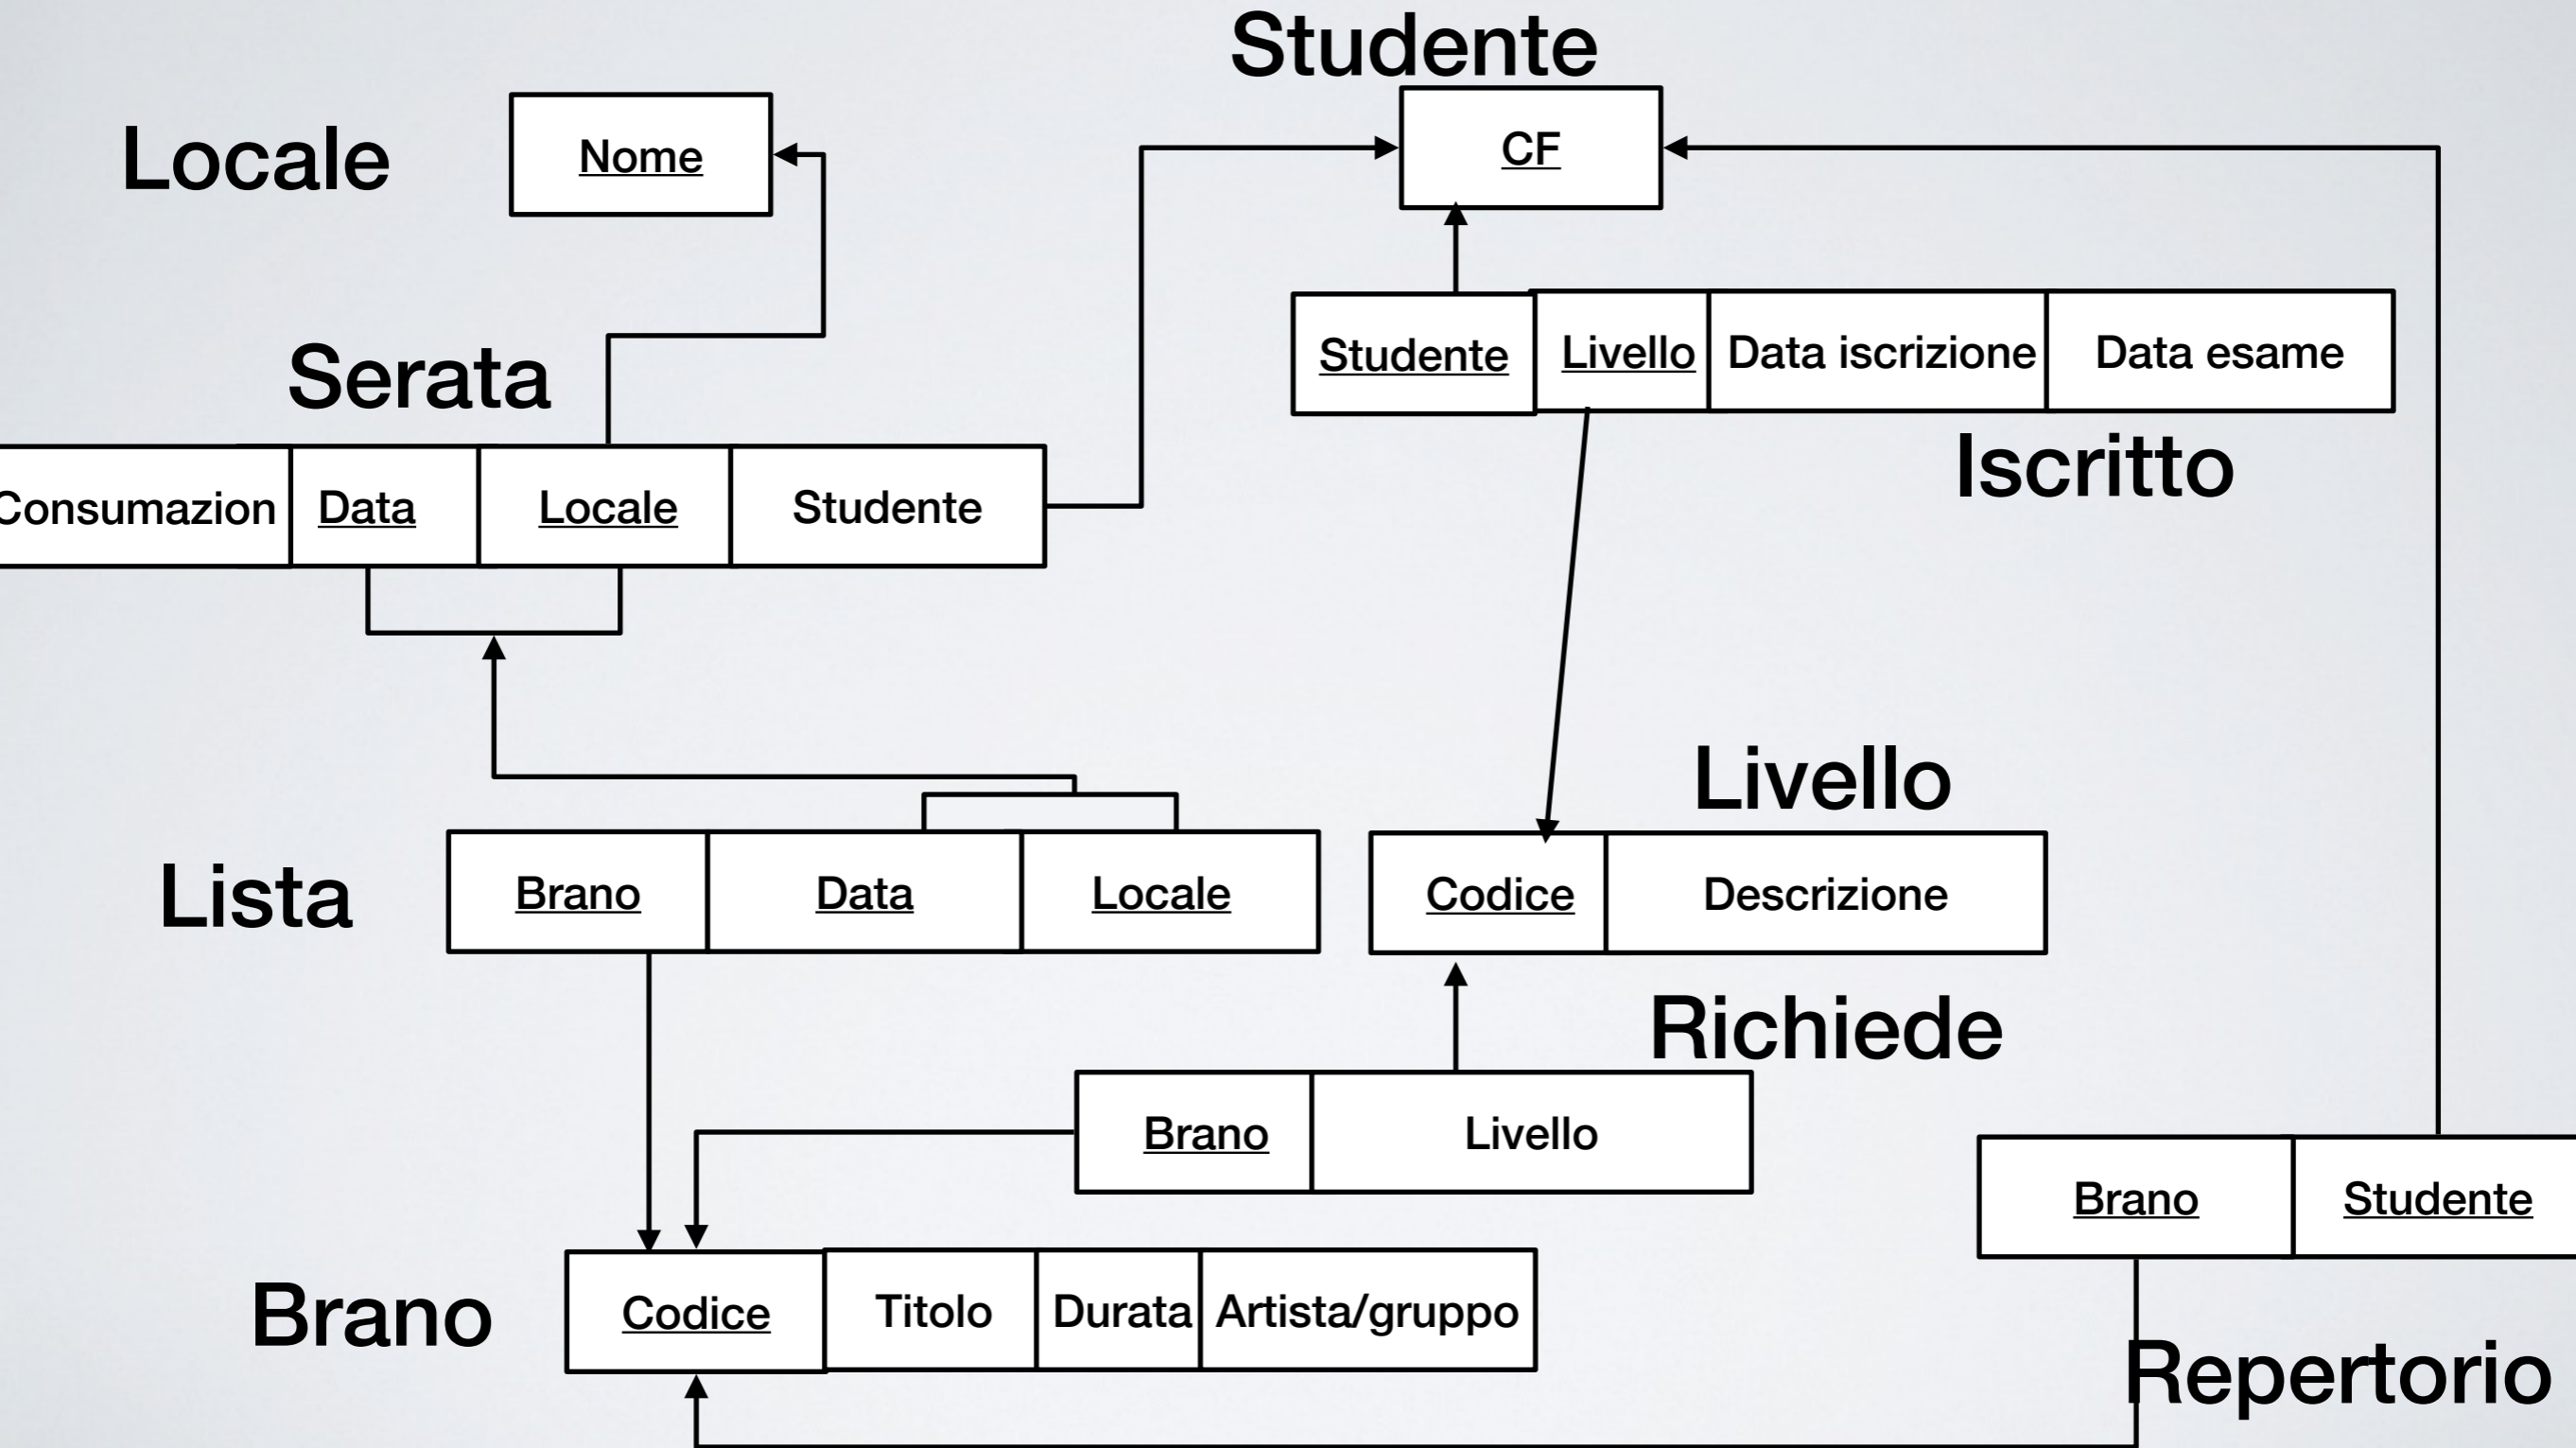 Studente
Locale
Nome
CF
Serata
Studente Livello Data iscrizione Data esame
Iscritto
Consumazion Data Locale Studente
Livello
Lista
Brano Data Locale
Codice Descrizione
Richiede
Brano Livello
Brano Studente
Brano
Codice Titolo Durata Artista/gruppo
Repertorio